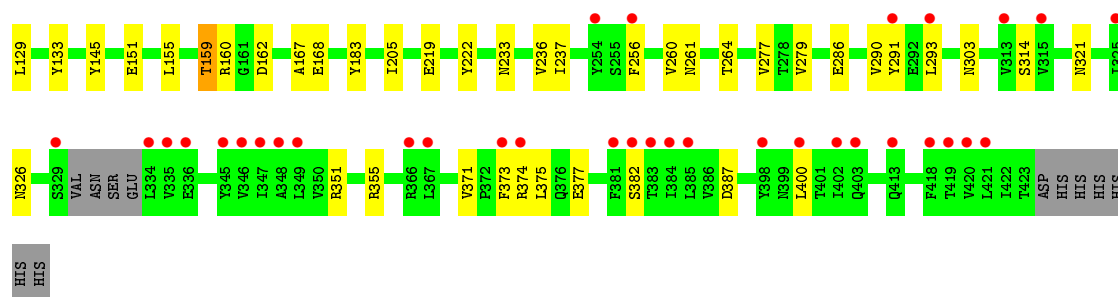 L129 Y133 Y145 E151 L155 T159 R160 G161 D162 A167 E168 Y183 I205 E219 Y222 N233 V236 I237 Y254 S255 F256 V260 N261 T264 V277 T278 V279 E286 V290 Y291 E292 L293 N303 V313 S314 V315 N321 I325
N326 S329 VAL ASN SER GLU L334 V335 E336 Y345 V346 I347 A348 L349 V350 R351 R355 R366 L367 V371 P372 F373 R374 L375 Q376 E377 F381 S382 T383 I384 L385 V386 D387 Y398 N399 L400 T401 I402 Q403 Q413 F418 T419 V420 L421 I422 T423 ASP HIS HIS HIS HIS
HIS HIS